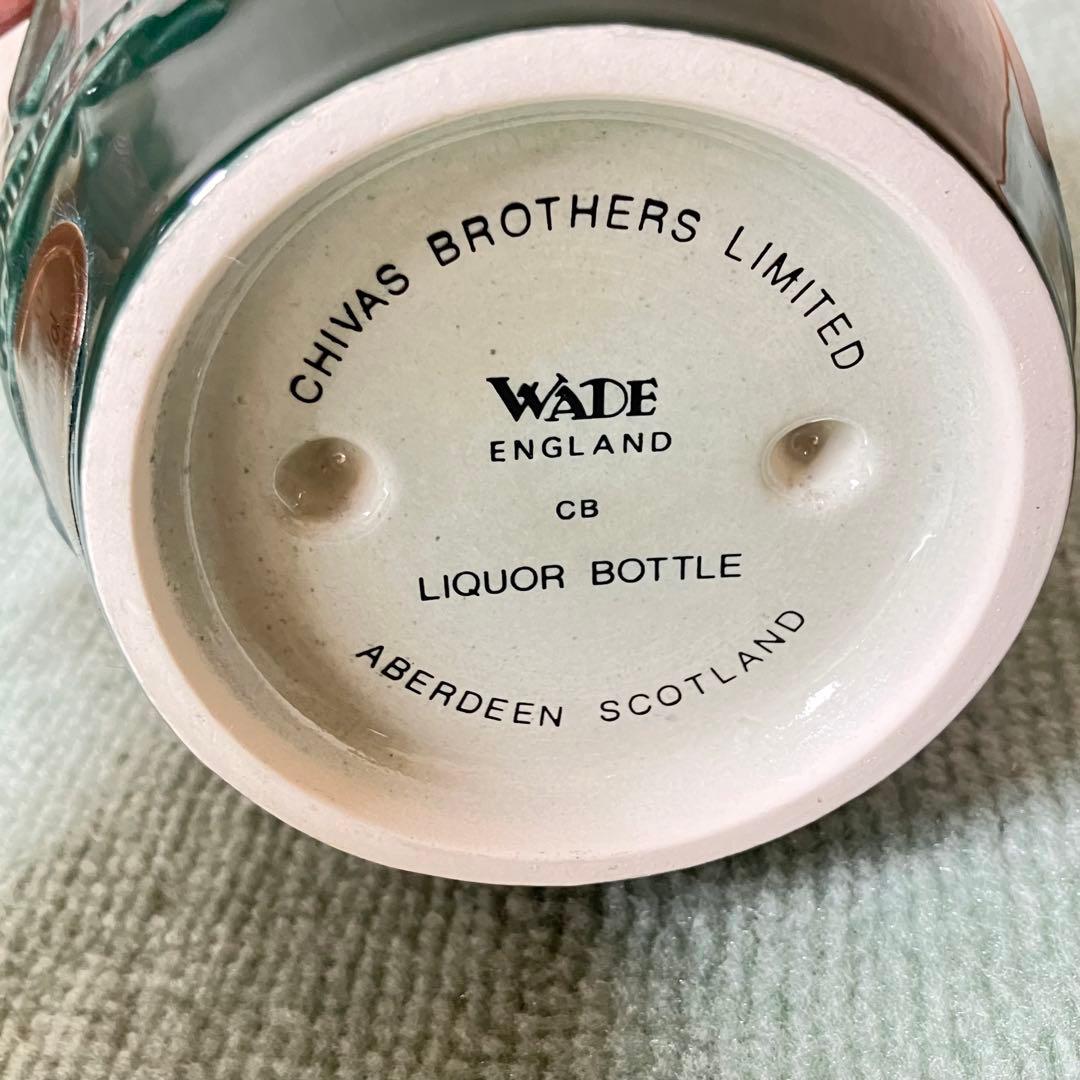 CHIVAS BROTHERS LIMITED
WADE
ENGLAND
CB
LIQUOR BOTTLE
ABERDEEN SCOTLAND